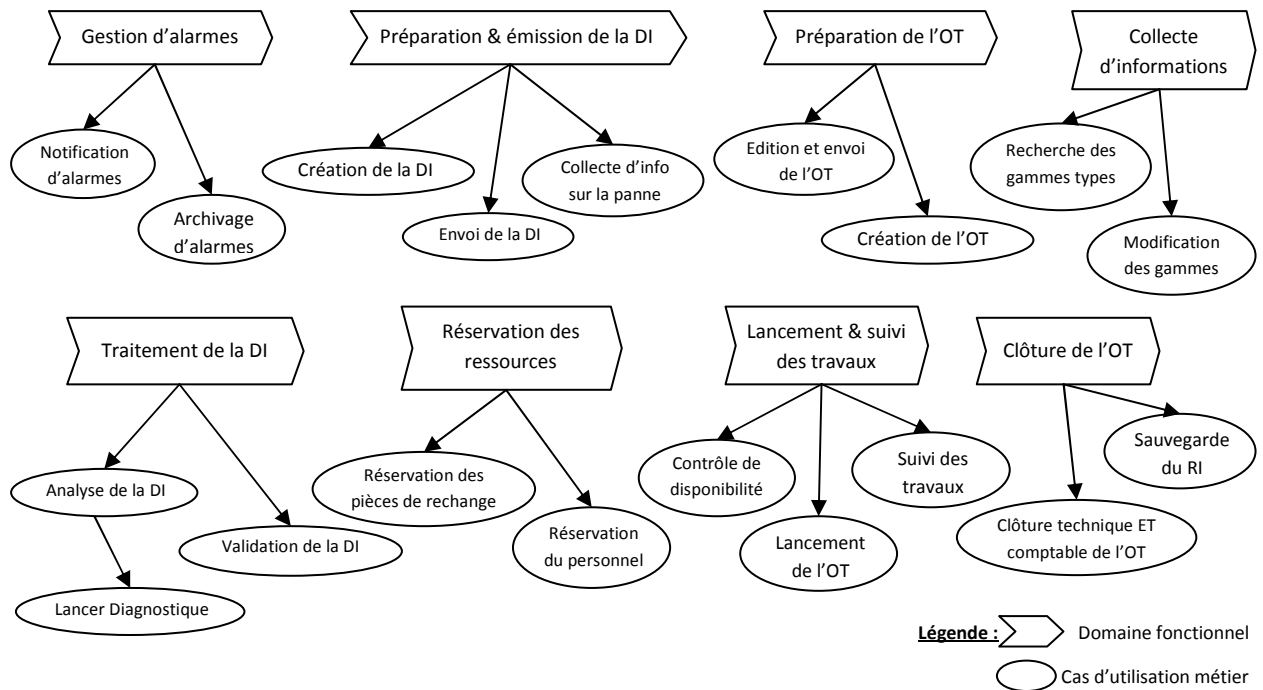 Gestion d'alarmes
Notification
d'alarmes
Archivage
d'alarmes
Préparation & émission de la DI
Création de la DI
Envoi de la DI
Collecte d'info
sur la panne
Préparation de l'OT
Edition et envoi
de l'OT
Création de l'OT
Collecte
d'informations
Recherche des
gammes types
Modification
des gammes
Traitement de la DI
Analyse de la DI
Validation de la DI
Lancer Diagnostique
Réservation des
ressources
Réservation des
pièces de rechange
Réservation
du personnel
Lancement & suivi
des travaux
Contrôle de
disponibilité
Lancement
de l'OT
Suivi des
travaux
Clôture de l'OT
Sauvegarde
du RI
Clôture technique ET
comptable de l'OT
Légende : Domaine fonctionnel
Cas d'utilisation métier